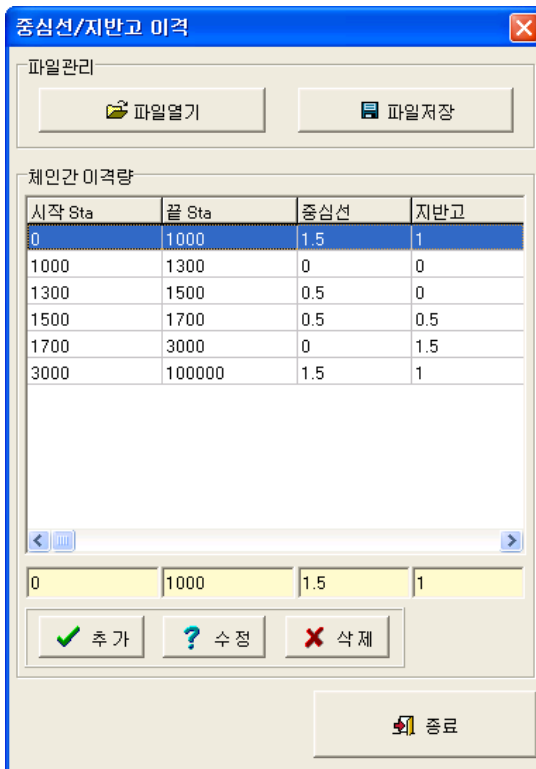 중심선/지반고 이격
파일관리
파일열기 파일저장
체인간 이격량
시작 Sta 끝 Sta 중심선 지반고
0 1000 1.5 1
1000 1300 0 0
1300 1500 0.5 0
1500 1700 0.5 0.5
1700 3000 0 1.5
3000 100000 1.5 1
0 1000 1.5 1
추가 수정 삭제
종료